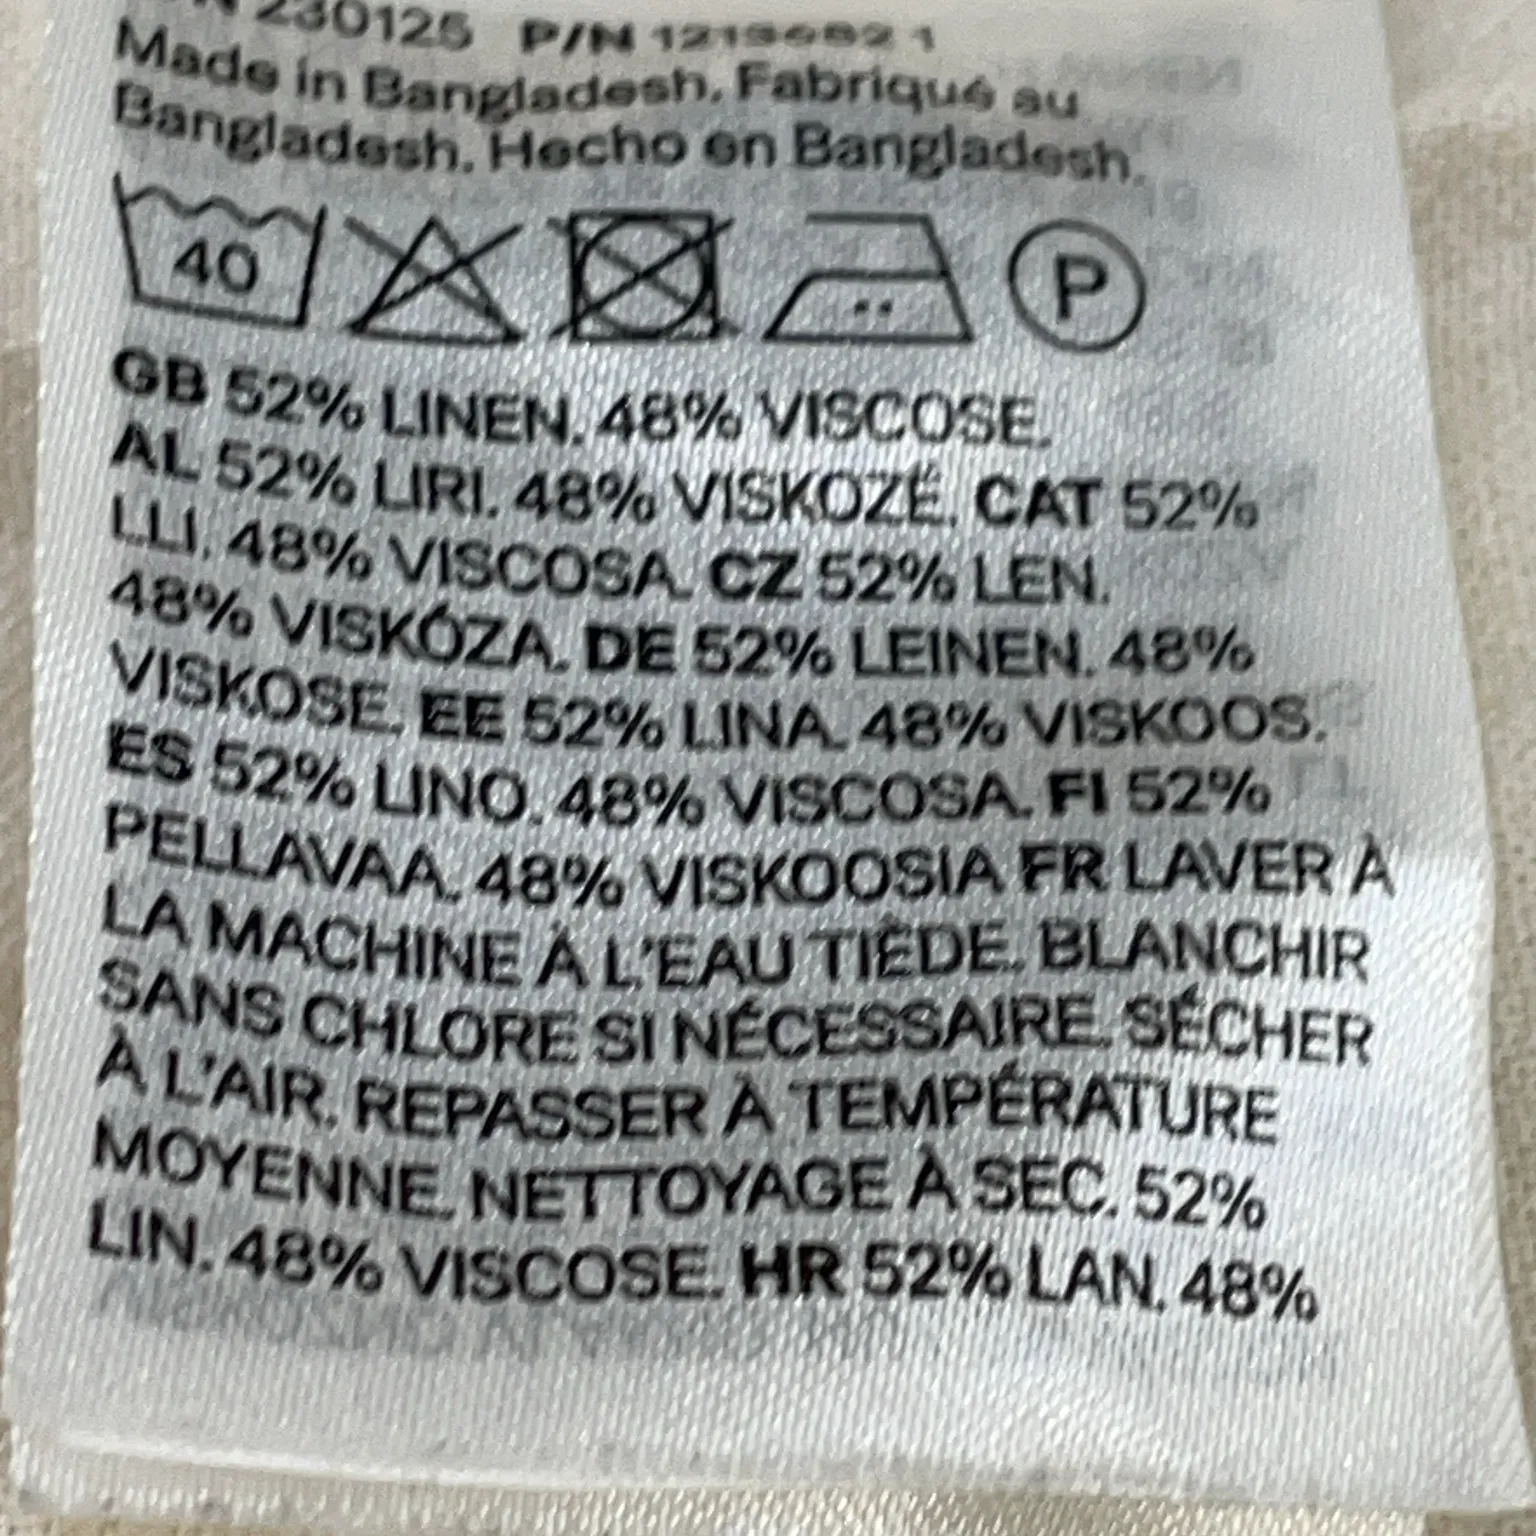 230125 P/N
Made in Bangladesh. Fabriqué au
Bangladesh. Hecho en Bangladesh.
40 P
GB 52% LINEN. 48% VISCOSE.
AL 52% LIRI. 48% VISKOZË. CAT 52%
LLI. 48% VISCOSA. CZ 52% LEN.
48% VISKÓZA. DE 52% LEINEN. 48%
VISKOSE. EE 52% LINA. 48% VISKOOS.
ES 52% LINO. 48% VISCOSA. FI 52%
PELLAVAA. 48% VISKOOSIA FR LAVER À
LA MACHINE À L'EAU TIÈDE. BLANCHIR
SANS CHLORE SI NÉCESSAIRE. SÉCHER
À L'AIR. REPASSER À TEMPÉRATURE
MOYENNE. NETTOYAGE À SEC. 52%
LIN. 48% VISCOSE. HR 52% LAN. 48%